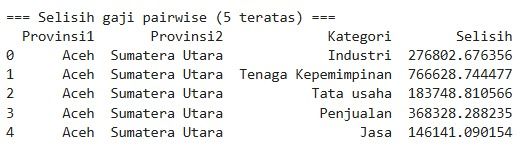 === Selisih gaji pairwise (5 teratas) ===
Provinsi1 Provinsi2 Kategori Selisih
0 Aceh Sumatera Utara Industri 276802.676356
1 Aceh Sumatera Utara Tenaga Kepemimpinan 766628.744477
2 Aceh Sumatera Utara Tata usaha 183748.810566
3 Aceh Sumatera Utara Penjualan 368328.288235
4 Aceh Sumatera Utara Jasa 146141.090154